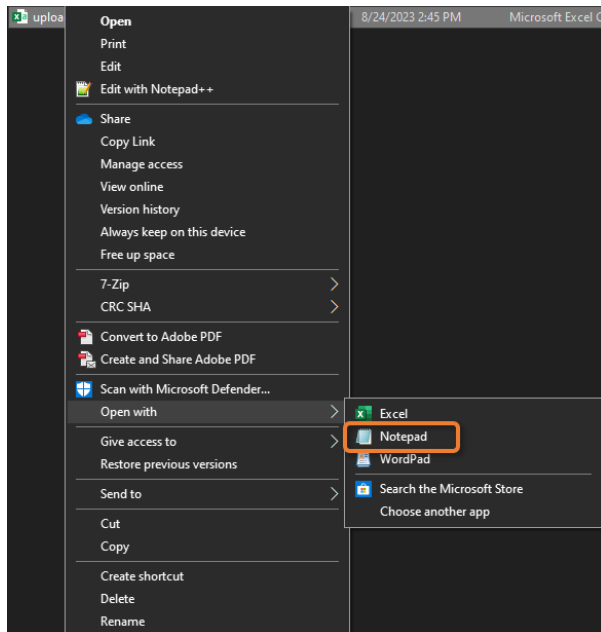 uploa
8/24/2023 2:45 PM Microsoft Excel C
Open
Print
Edit
Edit with Notepad++
Share
Copy Link
Manage access
View online
Version history
Always keep on this device
Free up space
7-Zip
CRC SHA
Convert to Adobe PDF
Create and Share Adobe PDF
Scan with Microsoft Defender...
Open with
Give access to
Restore previous versions
Send to
Cut
Copy
Create shortcut
Delete
Rename
Excel
Notepad
WordPad
Search the Microsoft Store
Choose another app